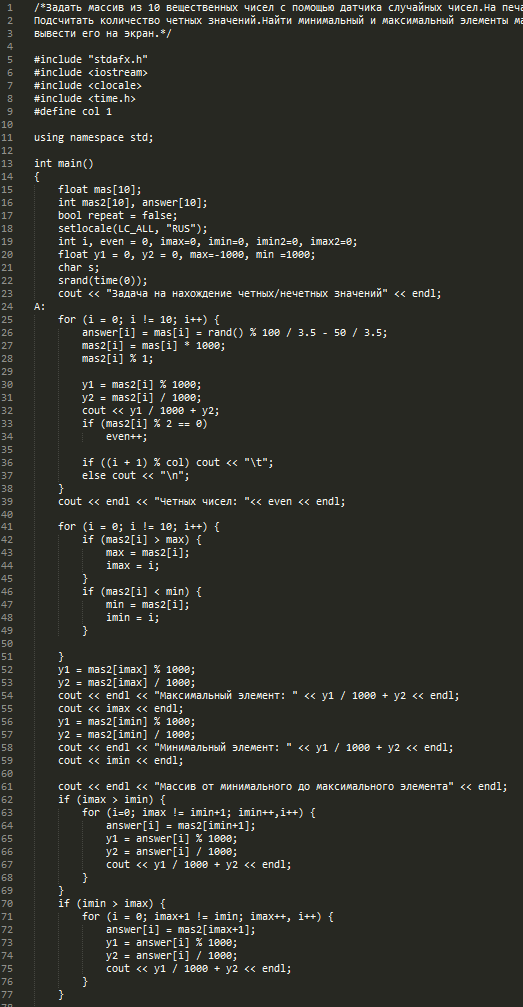 1 /*Задать массив из 10 вещественных чисел с помощью датчика случайных чисел.На печа
2 Подсчитать количество четных значений.Найти минимальный и максимальный элементы ма
3 вывести его на экран.*/
4
5 #include "stdafx.h"
6 #include <iostream>
7 #include <clocale>
8 #include <time.h>
9 #define col 1
10
11 using namespace std;
12
13 int main()
14 {
15 float mas[10];
16 int mas2[10], answer[10];
17 bool repeat = false;
18 setlocale(LC_ALL, "RUS");
19 int i, even = 0, imax=0, imin=0, imin2=0, imax2=0;
20 float y1 = 0, y2 = 0, max=-1000, min =1000;
21 char s;
22 srand(time(0));
23 cout << "Задача на нахождение четных/нечетных значений" << endl;
24 A:
25 for (i = 0; i != 10; i++) {
26 answer[i] = mas[i] = rand() % 100 / 3.5 - 50 / 3.5;
27 mas2[i] = mas[i] * 1000;
28 mas2[i] % 1;
29
30 y1 = mas2[i] % 1000;
31 y2 = mas2[i] / 1000;
32 cout << y1 / 1000 + y2;
33 if (mas2[i] % 2 == 0)
34 even++;
35
36 if ((i + 1) % col) cout << "\t";
37 else cout << "\n";
38 }
39 cout << endl << "Четных чисел: "<< even << endl;
40
41 for (i = 0; i != 10; i++) {
42 if (mas2[i] > max) {
43 max = mas2[i];
44 imax = i;
45 }
46 if (mas2[i] < min) {
47 min = mas2[i];
48 imin = i;
49 }
50
51 }
52 y1 = mas2[imax] % 1000;
53 y2 = mas2[imax] / 1000;
54 cout << endl << "Максимальный элемент: " << y1 / 1000 + y2 << endl;
55 cout << imax << endl;
56 y1 = mas2[imin] % 1000;
57 y2 = mas2[imin] / 1000;
58 cout << endl << "Минимальный элемент: " << y1 / 1000 + y2 << endl;
59 cout << imin << endl;
60
61 cout << endl << "Массив от минимального до максимального элемента" << endl;
62 if (imax > imin) {
63 for (i=0; imax != imin+1; imin++,i++) {
64 answer[i] = mas2[imin+1];
65 y1 = answer[i] % 1000;
66 y2 = answer[i] / 1000;
67 cout << y1 / 1000 + y2 << endl;
68 }
69 }
70 if (imin > imax) {
71 for (i = 0; imax+1 != imin; imax++, i++) {
72 answer[i] = mas2[imax+1];
73 y1 = answer[i] % 1000;
74 y2 = answer[i] / 1000;
75 cout << y1 / 1000 + y2 << endl;
76 }
77 }